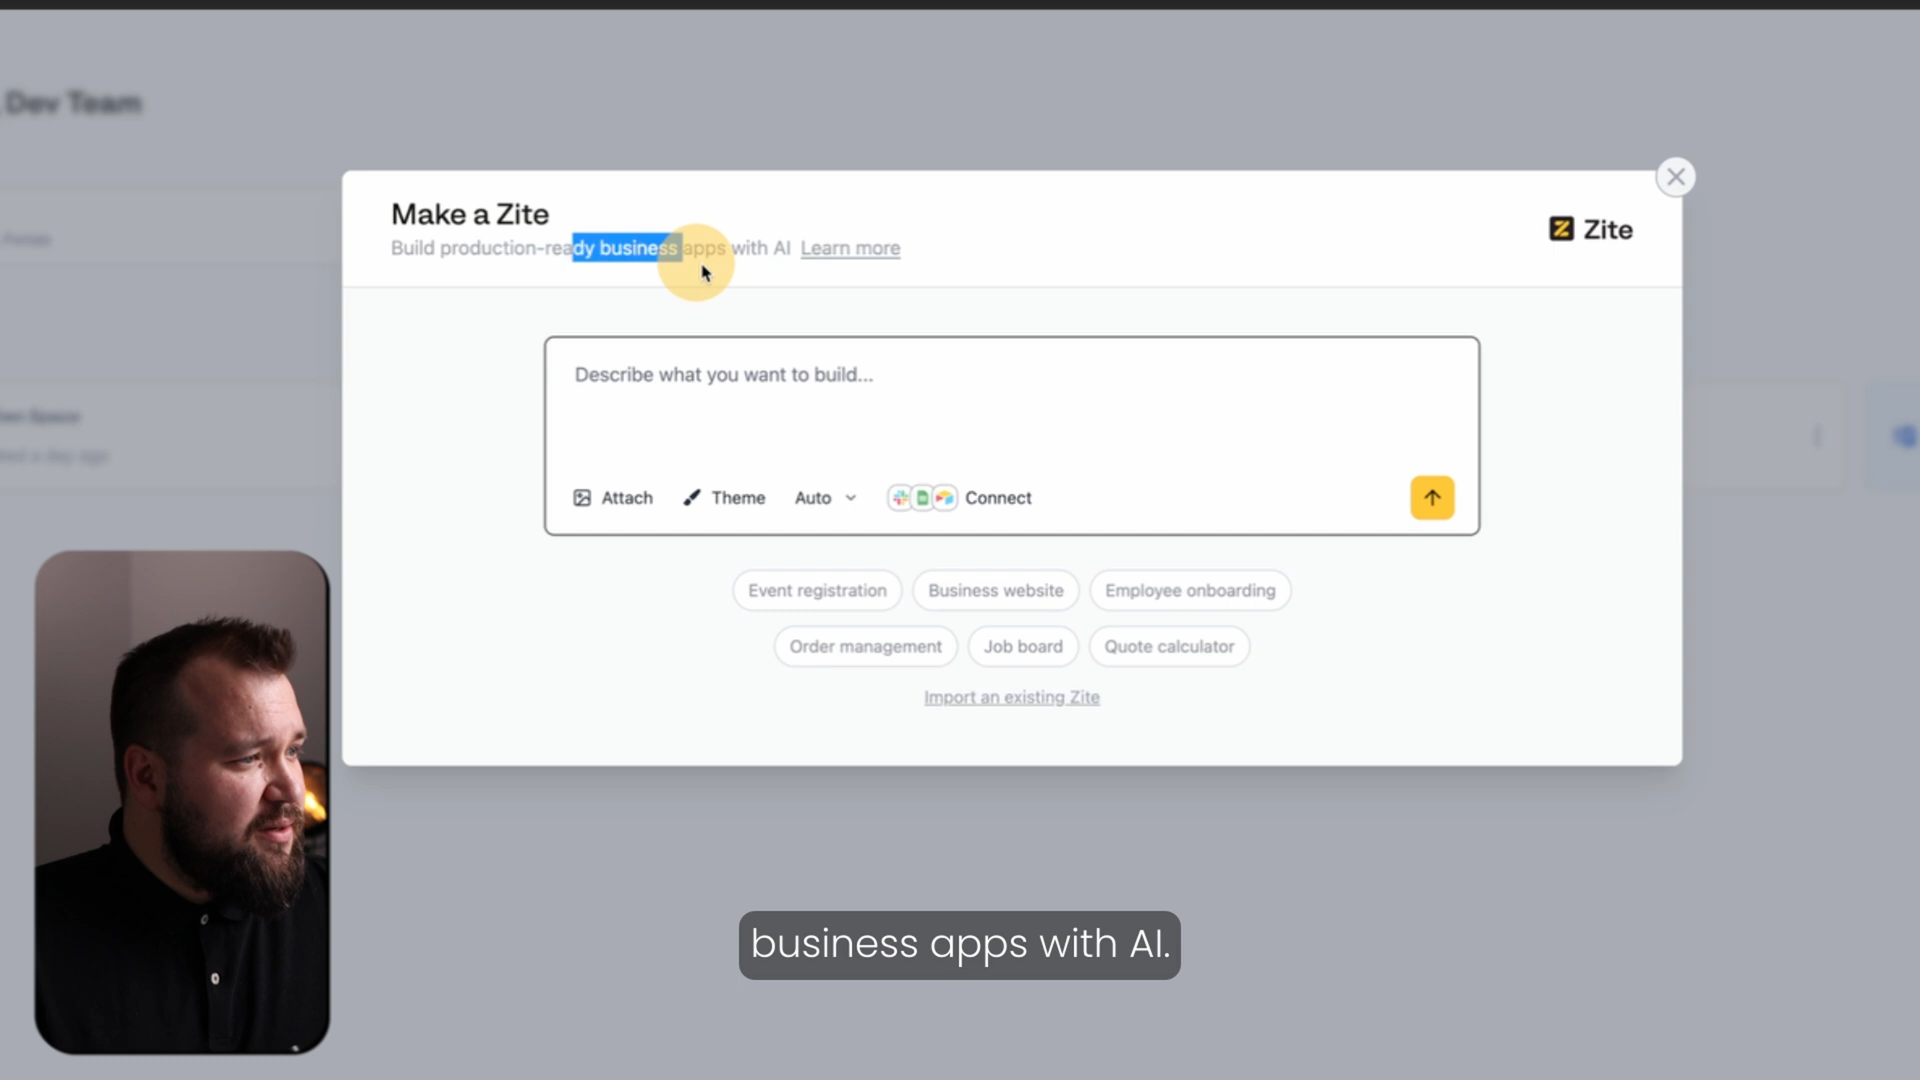 Dev Team
Make a Zite
Build production-ready business apps with AI Learn more
Zite
Describe what you want to build...
Attach Theme Auto Connect
Event registration Business website Employee onboarding
Order management Job board Quote calculator
Import an existing Zite
business apps with AI.